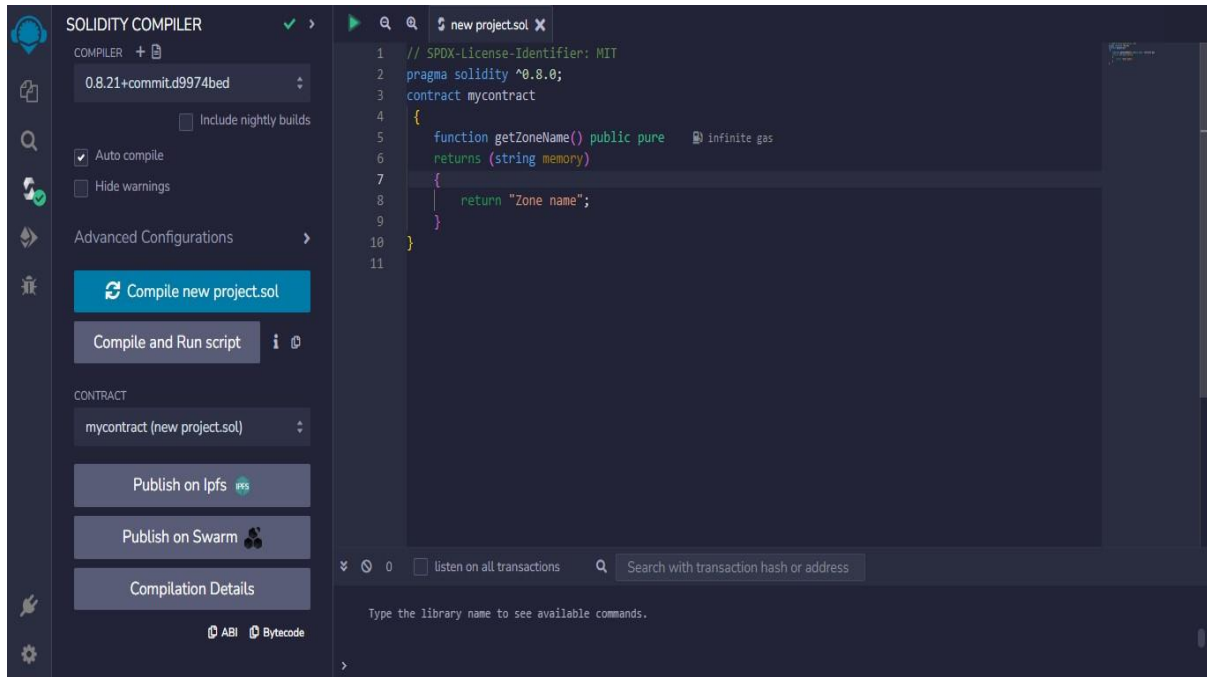 SOLIDITY COMPILER
COMPILER
0.8.21+commit.d9974bed
Include nightly builds
Auto compile
Hide warnings
Advanced Configurations
Compile new project.sol
Compile and Run script
CONTRACT
mycontract (new project.sol)
Publish on Ipfs
IPFS
Publish on Swarm
Compilation Details
ABI Bytecode
new project.sol
1 // SPDX-License-Identifier: MIT
2 pragma solidity ^0.8.0;
3 contract mycontract
4 {
5 function getZoneName() public pure infinite gas
6 returns (string memory)
7 {
8 return "Zone name";
9 }
10 }
11
0 listen on all transactions Search with transaction hash or address
Type the library name to see available commands.
>